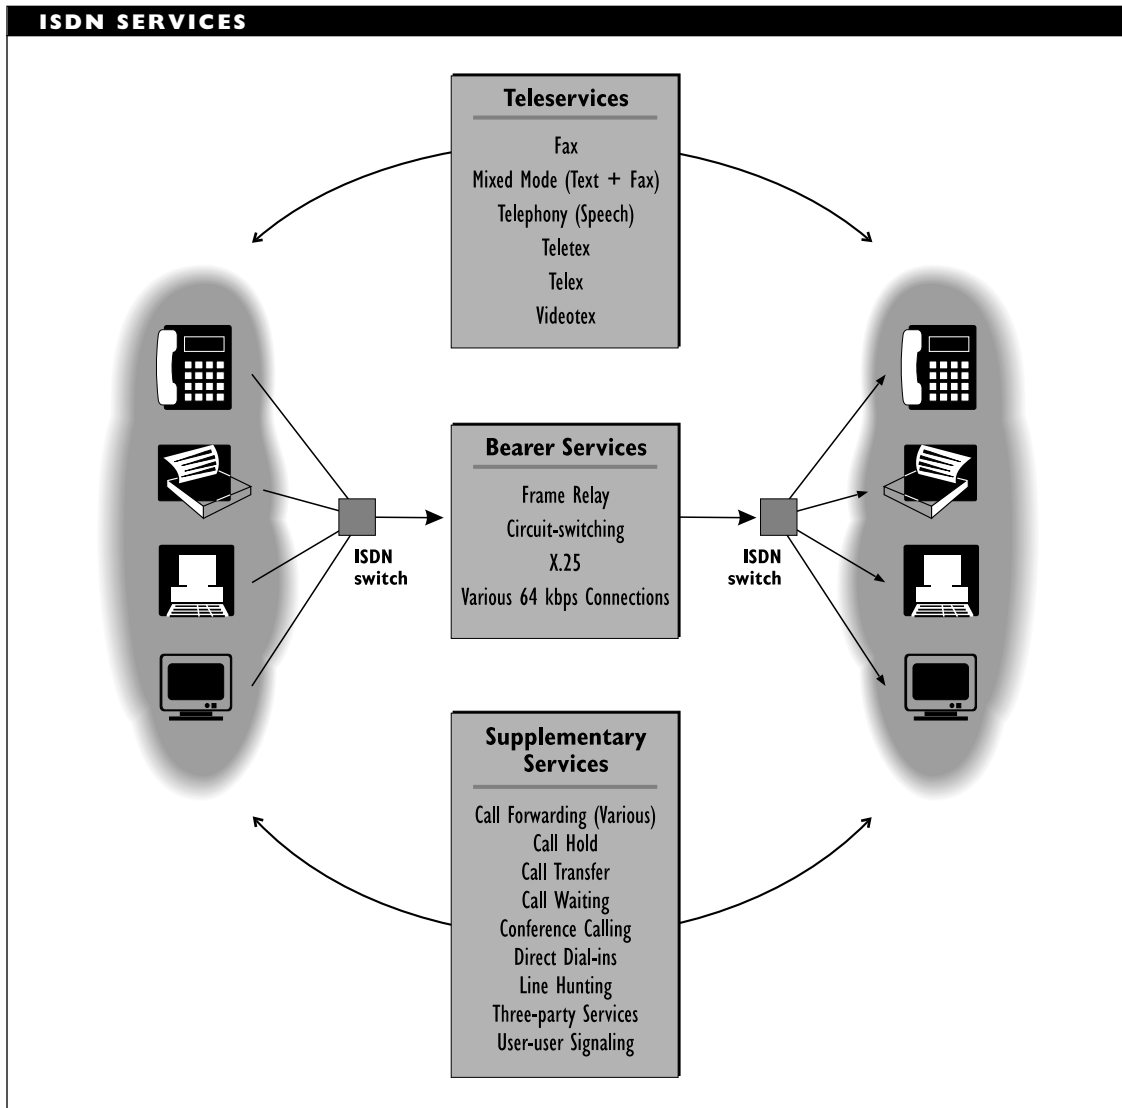 ISDN SERVICES
Teleservices
Fax
Mixed Mode (Text + Fax)
Telephony (Speech)
Teletex
Telex
Videotex
Bearer Services
Frame Relay
Circuit-switching
X.25
Various 64 kbps Connections
ISDN
switch
ISDN
switch
Supplementary
Services
Call Forwarding (Various)
Call Hold
Call Transfer
Call Waiting
Conference Calling
Direct Dial-ins
Line Hunting
Three-party Services
User-user Signaling